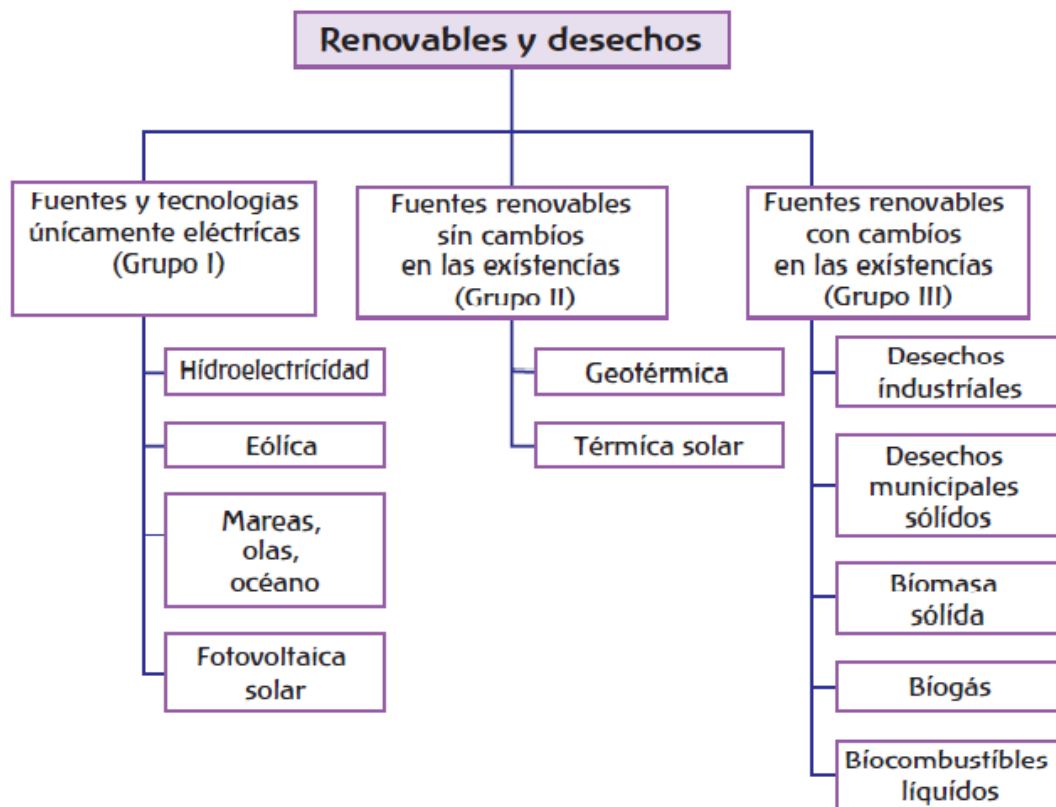 Renovables y desechos
Fuentes y tecnologías
únicamente eléctricas
(Grupo I)
Hidroelectricidad
Eólica
Mareas,
olas,
océano
Fotovoltaica
solar
Fuentes renovables
sin cambios
en las existencias
(Grupo II)
Geotérmica
Térmica solar
Fuentes renovables
con cambios
en las existencias
(Grupo III)
Desechos
industriales
Desechos
municipales
sólidos
Biomasa
sólida
Biogás
Biocombustibles
líquidos